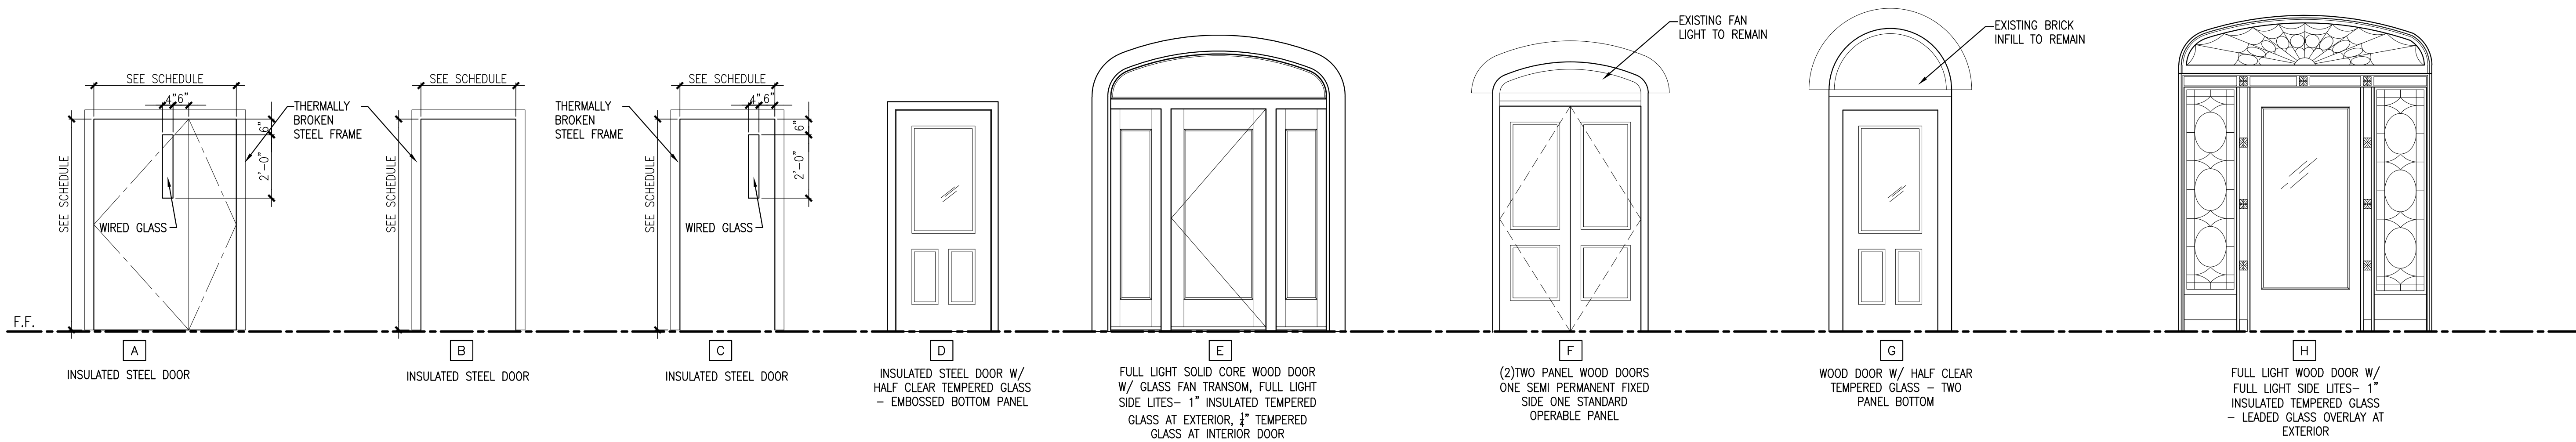 EXISTING FAN
LIGHT TO REMAIN
EXISTING BRICK
INFILL TO REMAIN
SEE SCHEDULE
4"
6"
6"
2'-0"
SEE SCHEDULE
WIRED GLASS
THERMALLY
BROKEN
STEEL FRAME
SEE SCHEDULE
SEE SCHEDULE
THERMALLY
BROKEN
STEEL FRAME
SEE SCHEDULE
4"
6"
6"
2'-0"
SEE SCHEDULE
WIRED GLASS
F.F.
A
INSULATED STEEL DOOR
B
INSULATED STEEL DOOR
C
INSULATED STEEL DOOR
D
INSULATED STEEL DOOR W/
HALF CLEAR TEMPERED GLASS
– EMBOSSED BOTTOM PANEL
E
FULL LIGHT SOLID CORE WOOD DOOR
W/ GLASS FAN TRANSOM, FULL LIGHT
SIDE LITES– 1" INSULATED TEMPERED
GLASS AT EXTERIOR, 1/4" TEMPERED
GLASS AT INTERIOR DOOR
F
(2)TWO PANEL WOOD DOORS
ONE SEMI PERMANENT FIXED
SIDE ONE STANDARD
OPERABLE PANEL
G
WOOD DOOR W/ HALF CLEAR
TEMPERED GLASS – TWO
PANEL BOTTOM
H
FULL LIGHT WOOD DOOR W/
FULL LIGHT SIDE LITES– 1"
INSULATED TEMPERED GLASS
– LEADED GLASS OVERLAY AT
EXTERIOR